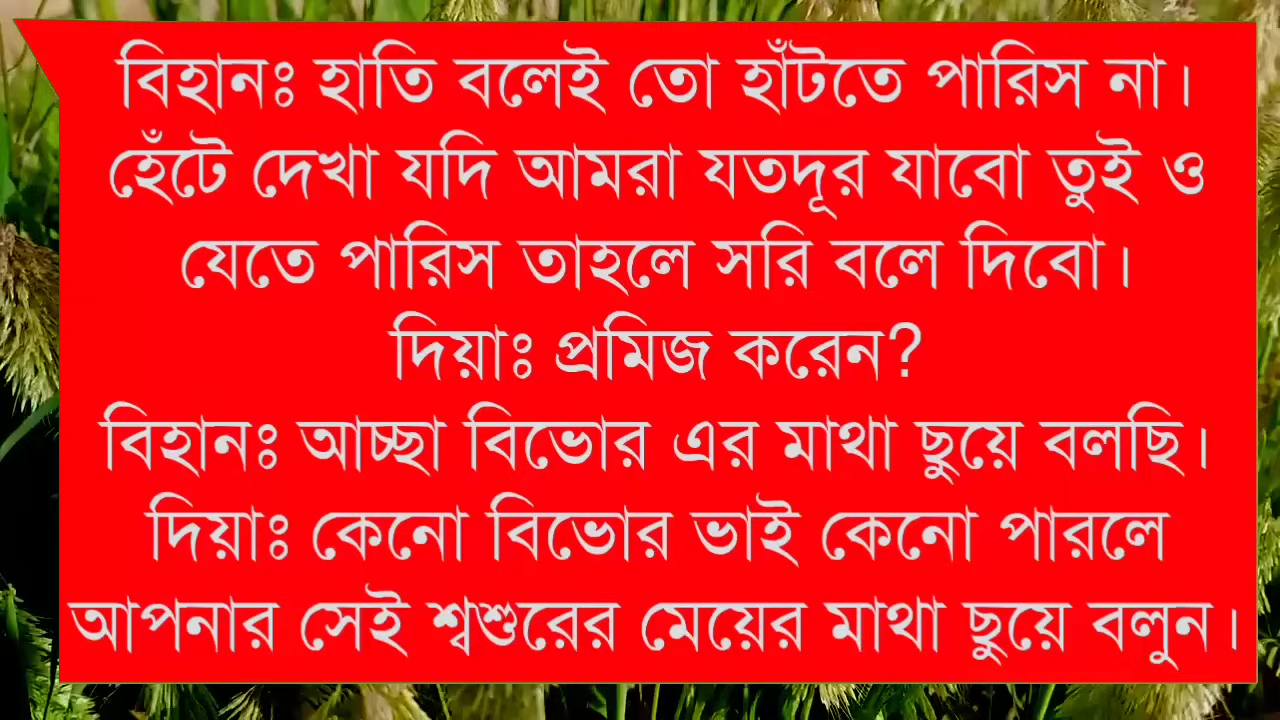 বিহানঃ হাতি বলেই তো হাঁটতে পারিস না।
হেঁটে দেখা যদি আমরা যতদূর যাবো তুই ও
যেতে পারিস তাহলে সরি বলে দিবো।
দিয়াঃ প্রমিজ করেন?
বিহানঃ আচ্ছা বিভোর এর মাথা ছুয়ে বলছি।
দিয়াঃ কেনো বিভোর ভাই কেনো পারলে
আপনার সেই শ্বশুরের মেয়ের মাথা ছুয়ে বলুন।